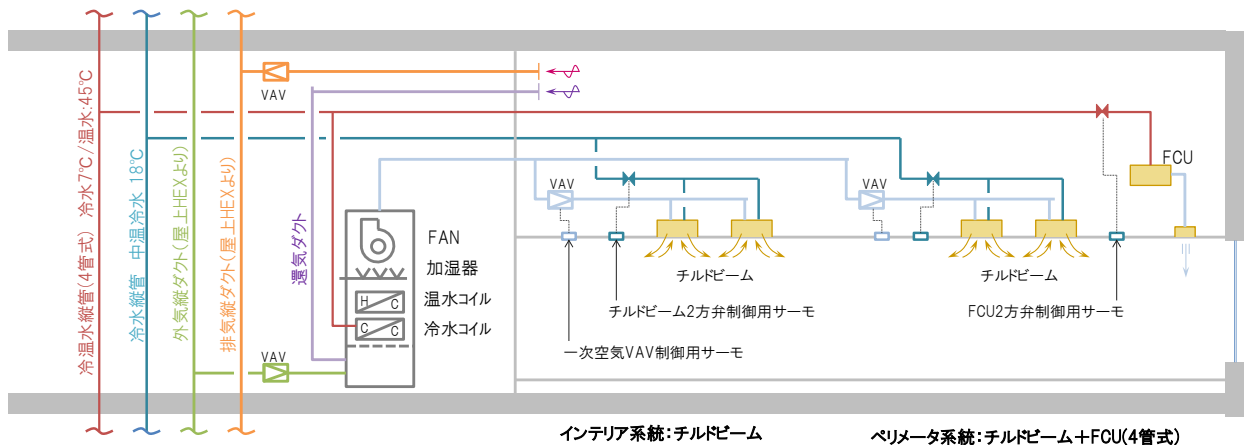 冷温水縦管(4管式) 冷水7℃/温水:45℃
冷水縦管 中温冷水 18℃
外気縦ダクト(屋上HEXより)
排気縦ダクト(屋上HEXより)
還気ダクト
VAV
VAV
FAN
加湿器
温水コイル
冷水コイル
H C
C C
VAV
VAV
FCU
チルドビーム
チルドビーム
チルドビーム2方弁制御用サーモ
FCU2方弁制御用サーモ
一次空気VAV制御用サーモ
インテリア系統:チルドビーム
ペリメータ系統:チルドビーム+FCU(4管式)